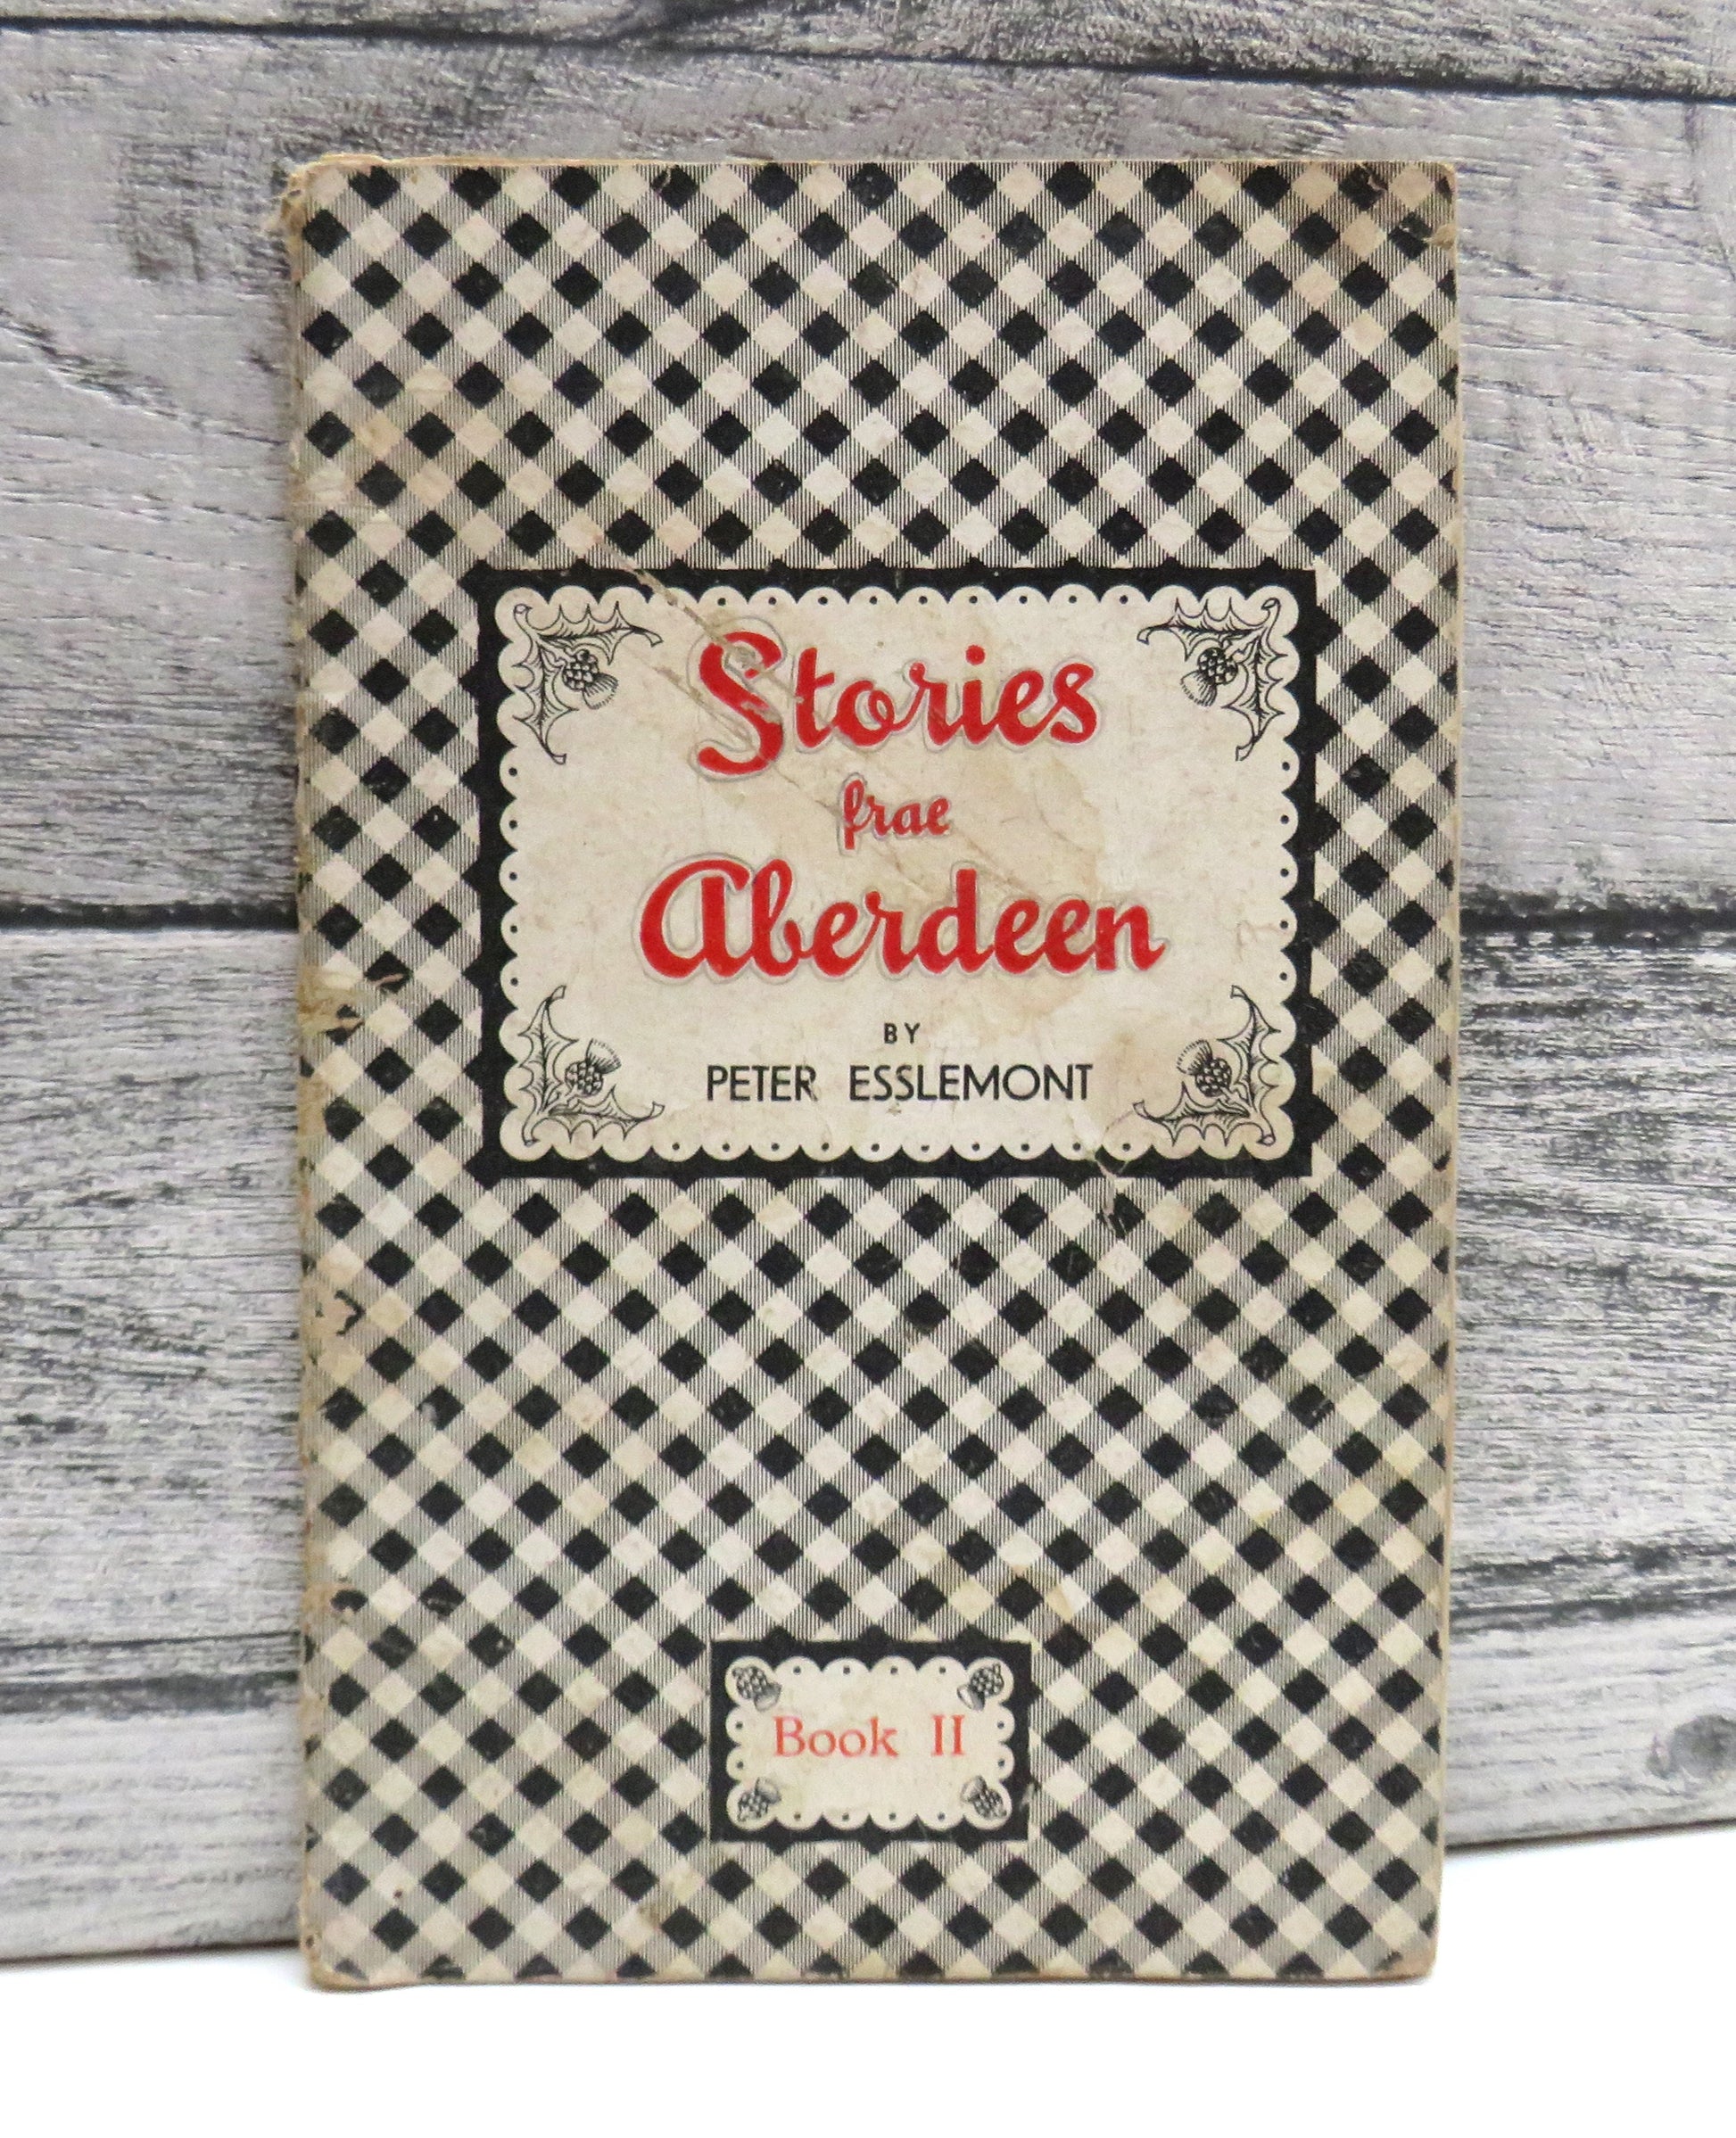 Stories
frae
Aberdeen
BY
PETER ESSLEMONT
Book II